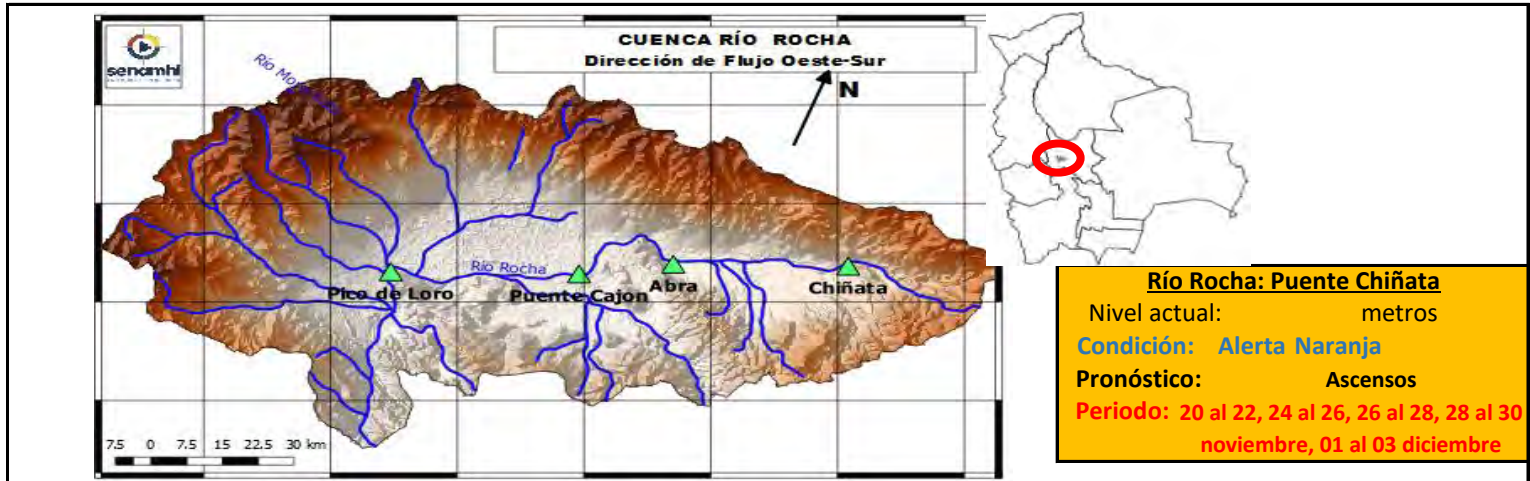 CUENCA RÍO ROCHA
Dirección de Flujo Oeste-Sur
N
senamhi
Río Rocha
Pico de Loro
Puente Cajon
Abra
Chiñata
7.5 0 7.5 15 22.5 30 km
Río Rocha: Puente Chiñata
Nivel actual: metros
Condición: Alerta Naranja
Pronóstico: Ascensos
Periodo: 20 al 22, 24 al 26, 26 al 28, 28 al 30
noviembre, 01 al 03 diciembre